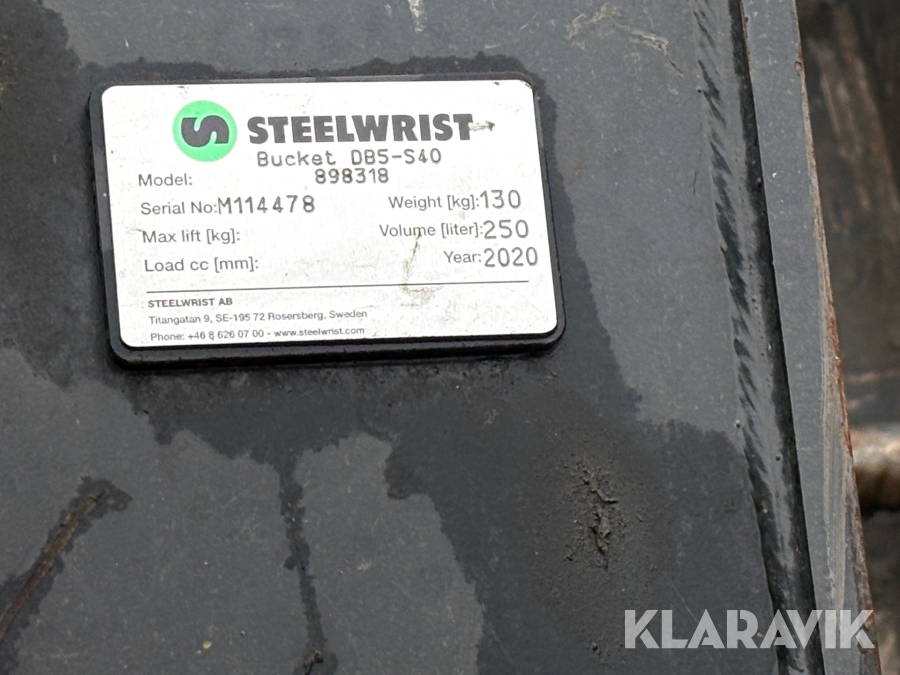 STEELWRIST
Bucket DB5-S40
Model: 898318
Serial No: M114478 Weight [kg]: 130
Max lift [kg]: Volume [liter]: 250
Load cc [mm]: Year: 2020
STEELWRIST AB
Titangatan 9, SE-195 72 Rosersberg, Sweden
Phone: +46 8 626 07 00 - www.steelwrist.com
KLARAVIK